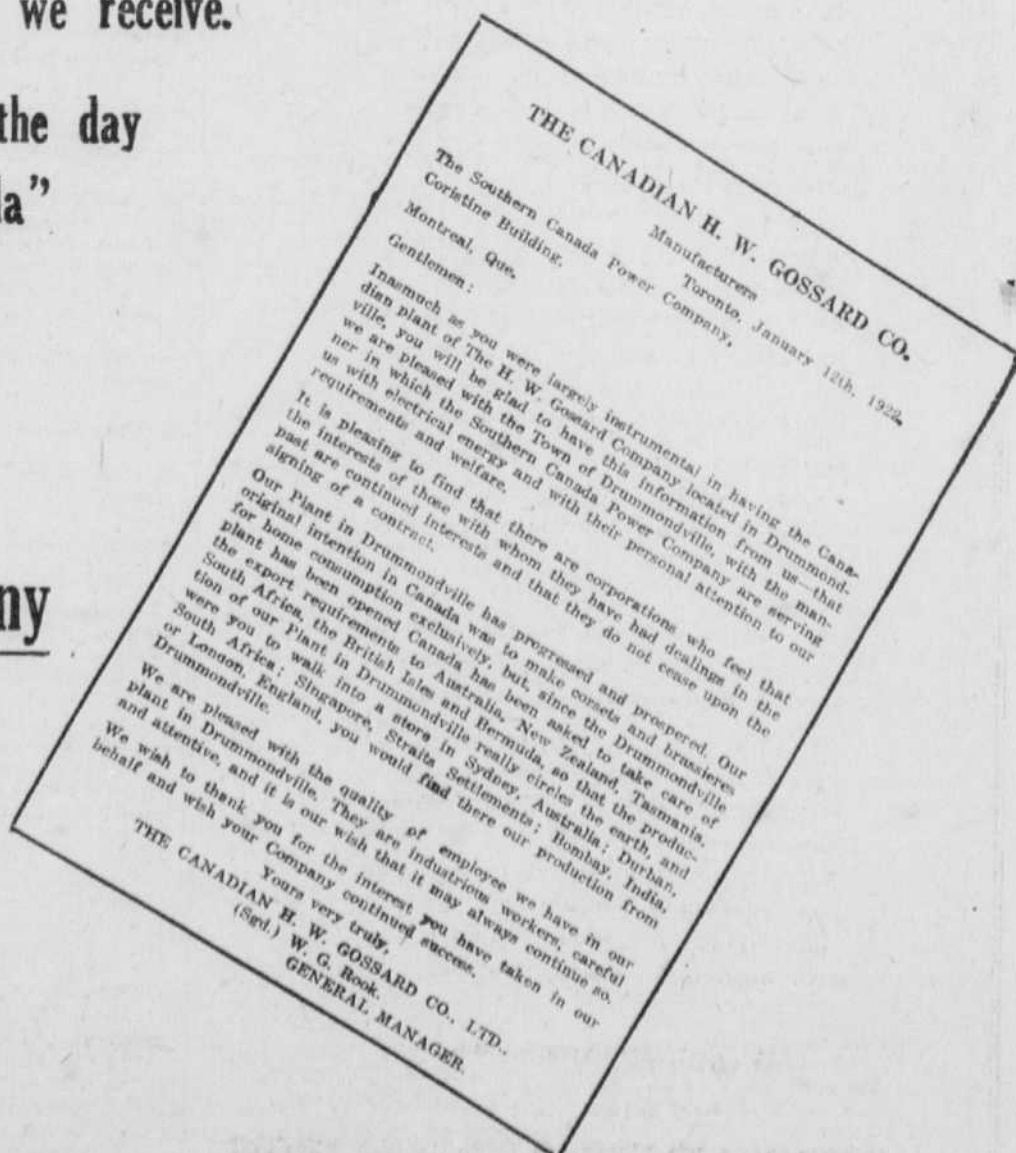 we receive.
the day
la”
ny
THE CANADIAN H. W. GOSSARD CO.
Manufacturers
Toronto, January 12th, 1922.
The Southern Canada Power Company,
Coristine Building,
Montreal, Que.
Gentlemen:
Inasmuch as you were largely instrumental in having the Cana-
dian plant of The H. W. Gossard Company located in Drummond-
ville, you will be glad to have this information from us—that
we are pleased with the Town of Drummondville, with the man-
ner in which the Southern Canada Power Company are serving
us with electrical energy and with their personal attention to our
requirements and welfare.
It is pleasing to find that there are corporations who feel that
the interests of those with whom they have had dealings in the
past are continued interests and that they do not cease upon the
signing of a contract.
Our Plant in Drummondville has progressed and prospered. Our
original intention in Canada was to make corsets and brassieres
for home consumption exclusively, but, since the Drummondville
plant has been opened Canada has been asked to take care of
the export requirements to Australia, New Zealand, Tasmania,
South Africa, the British Isles and Bermuda, so that the produc-
tion of our Plant in Drummondville really circles the earth, and
were you to walk into a store in Sydney, Australia; Durban,
South Africa; Singapore, Straits Settlements; Bombay, India,
or London, England, you would find there our production from
Drummondville.
We are pleased with the quality of employee we have in our
plant in Drummondville. They are industrious workers, careful
and attentive, and it is our wish that it may always continue so.
We wish to thank you for the interest you have taken in our
behalf and wish your Company continued success.
Yours very truly,
THE CANADIAN H. W. GOSSARD CO., LTD.,
(Sgd.) W. G. Rook,
GENERAL MANAGER.